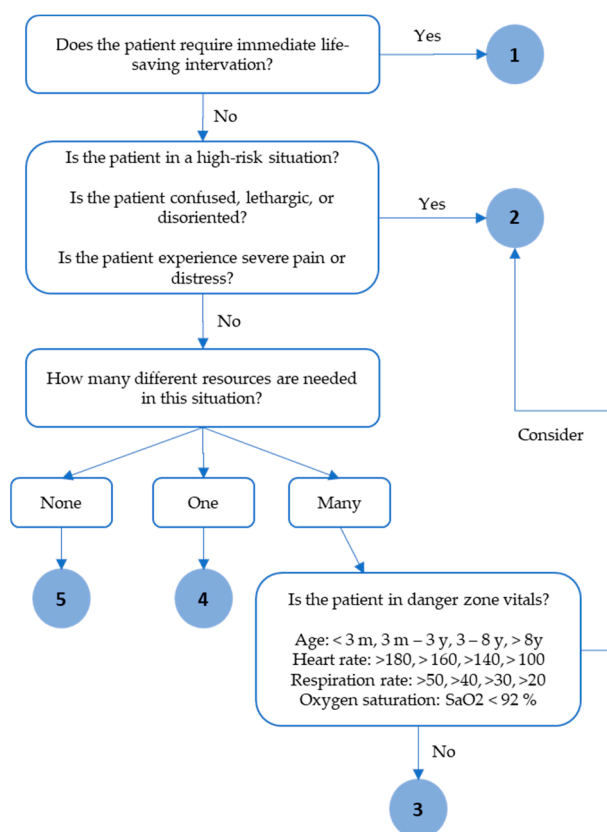 Does the patient require immediate life-
saving intervation?
Yes
1
No
Is the patient in a high-risk situation?
Is the patient confused, lethargic, or
disoriented?
Is the patient experience severe pain or
distress?
Yes
2
No
How many different resources are needed
in this situation?
Consider
None
One
Many
5
4
Is the patient in danger zone vitals?
Age: < 3 m, 3 m – 3 y, 3 – 8 y, > 8y
Heart rate: >180, > 160, >140, > 100
Respiration rate: >50, >40, >30, >20
Oxygen saturation: SaO2 < 92 %
No
3